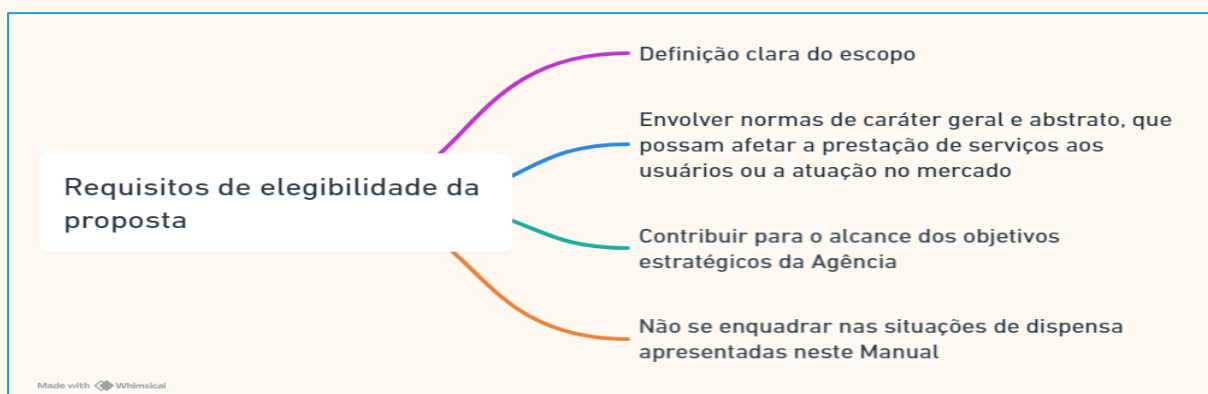 Requisitos de elegibilidade da
proposta
Definição clara do escopo
Envolver normas de caráter geral e abstrato, que
possam afetar a prestação de serviços aos
usuários ou a atuação no mercado
Contribuir para o alcance dos objetivos
estratégicos da Agência
Não se enquadrar nas situações de dispensa
apresentadas neste Manual
Made with Whimsical